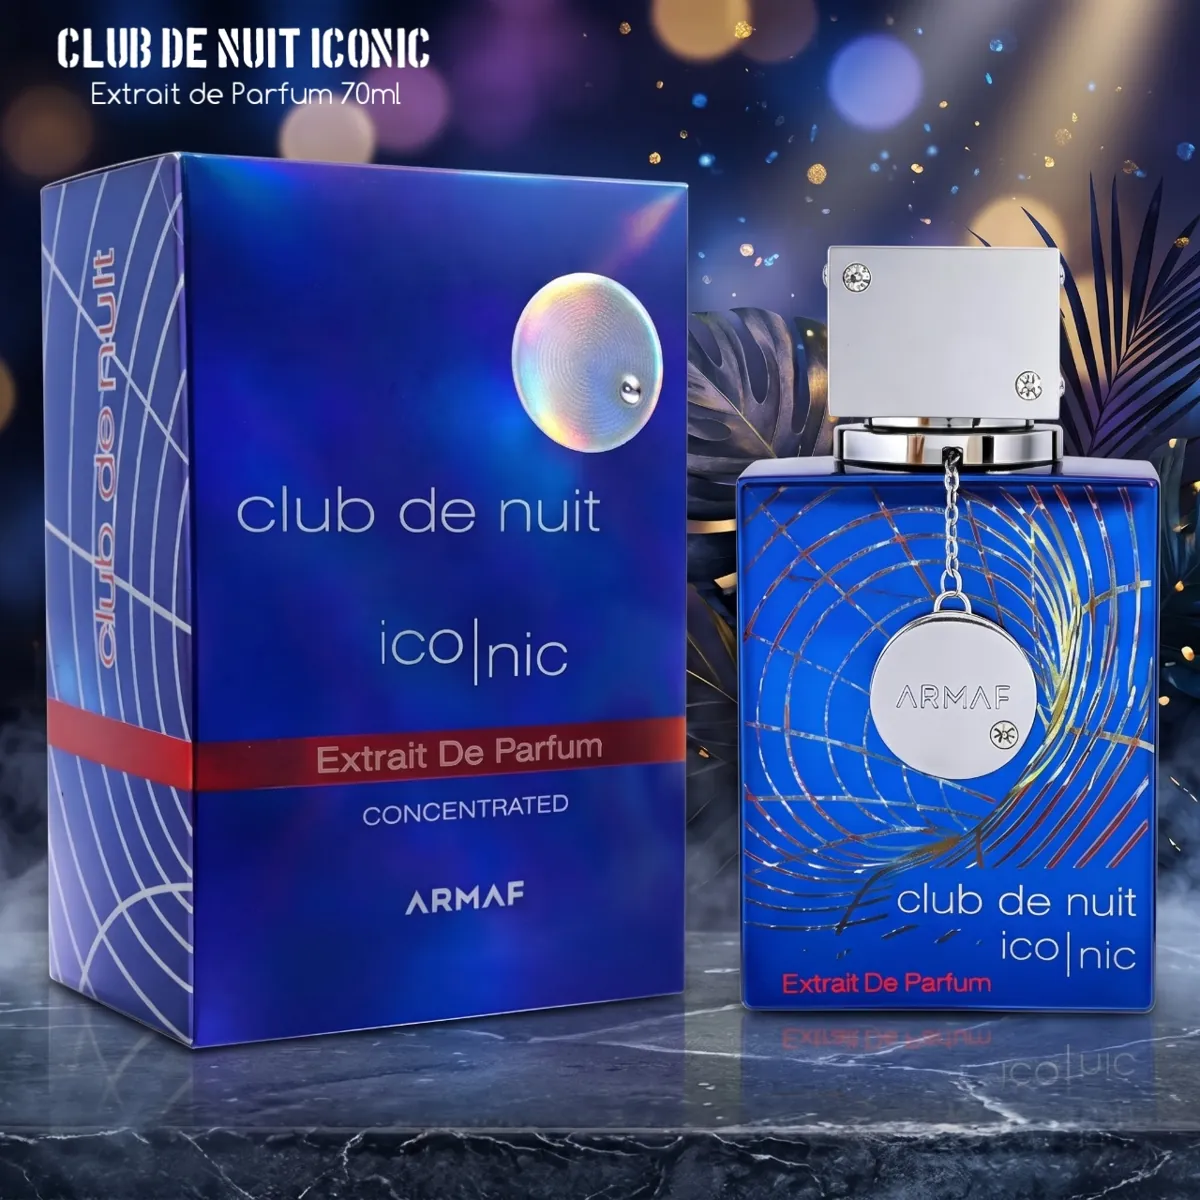 CLUB DE NUIT ICONIC
Extrait de Parfum 70ml
club de nuit
club de nuit
ico|nic
Extrait De Parfum
CONCENTRATED
ARMAF
ARMAF
club de nuit
ico|nic
Extrait De Parfum